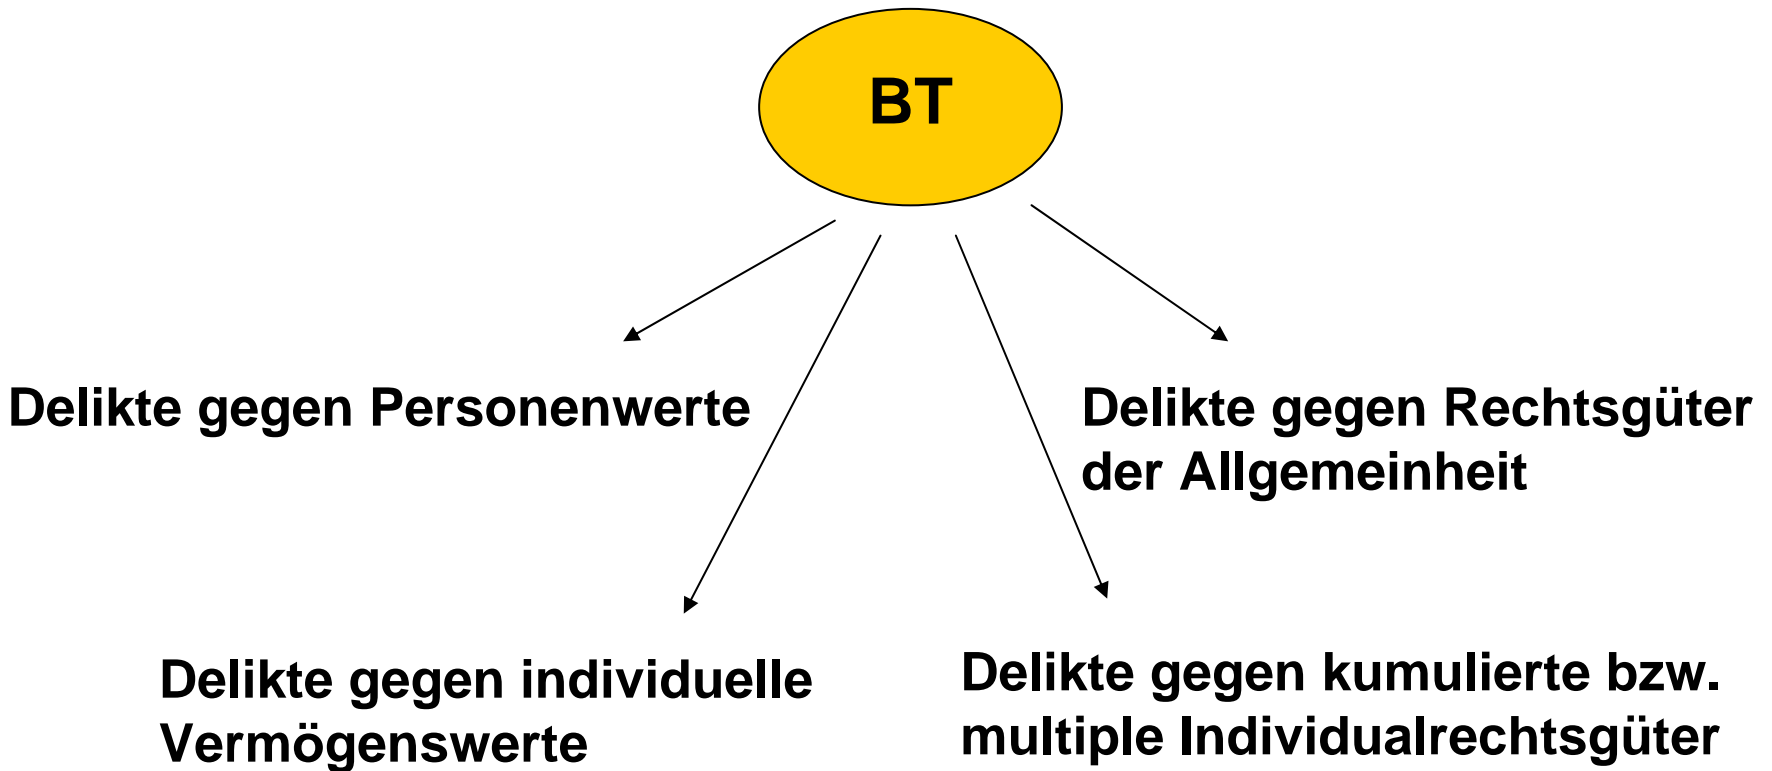 BT
Delikte gegen Personenwerte
Delikte gegen Rechtsgüter
der Allgemeinheit
Delikte gegen individuelle
Vermögenswerte
Delikte gegen kumulierte bzw.
multiple Individualrechtsgüter